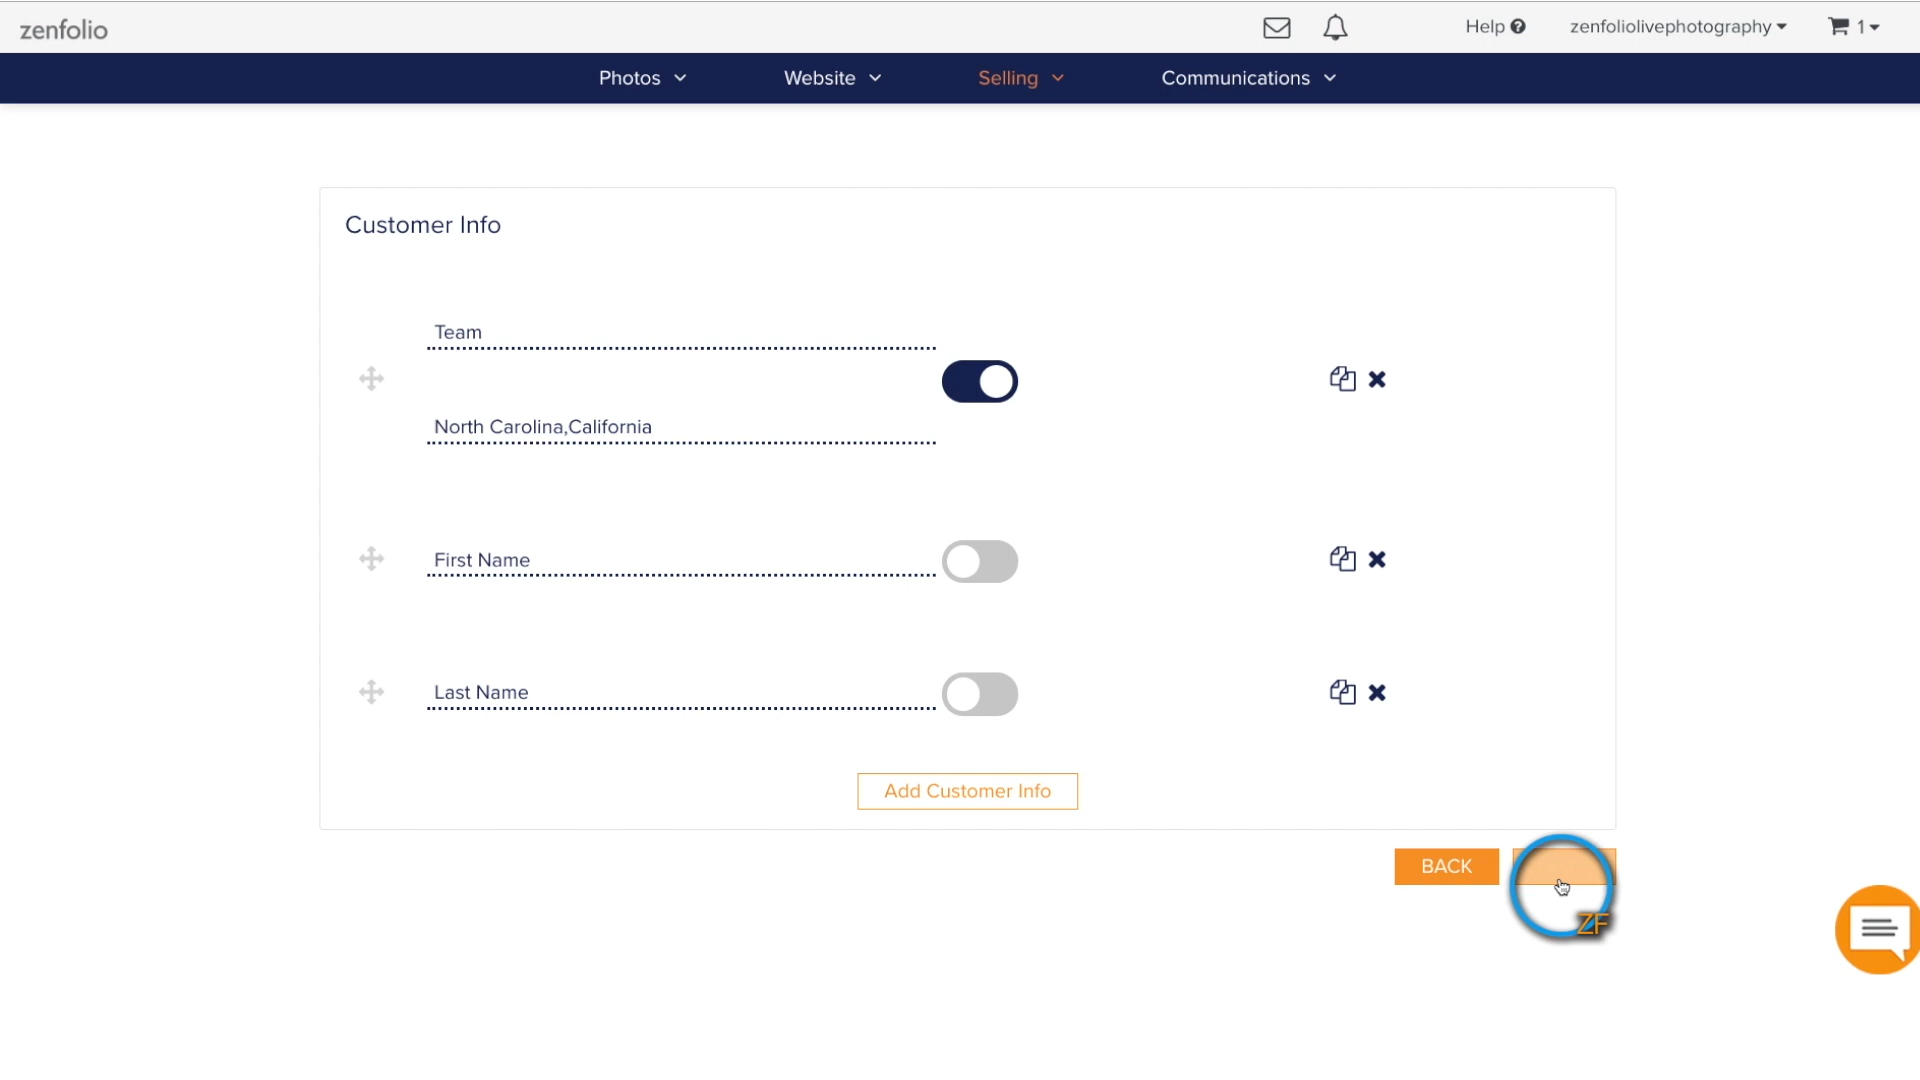 zenfolio
Help
zenfoliolivephotography
1
Photos
Website
Selling
Communications
Customer Info
Team
North Carolina,California
First Name
Last Name
Add Customer Info
BACK
ZF